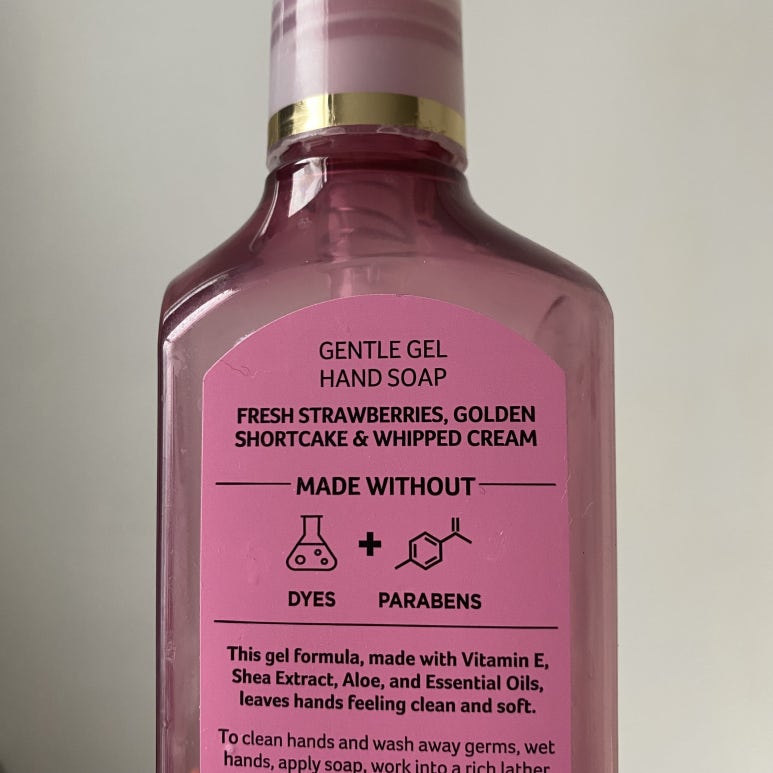 GENTLE GEL
HAND SOAP
FRESH STRAWBERRIES, GOLDEN
SHORTCAKE & WHIPPED CREAM
MADE WITHOUT
+
DYES PARABENS
This gel formula, made with Vitamin E,
Shea Extract, Aloe, and Essential Oils,
leaves hands feeling clean and soft.
To clean hands and wash away germs, wet
hands, apply soap, work into a rich lather